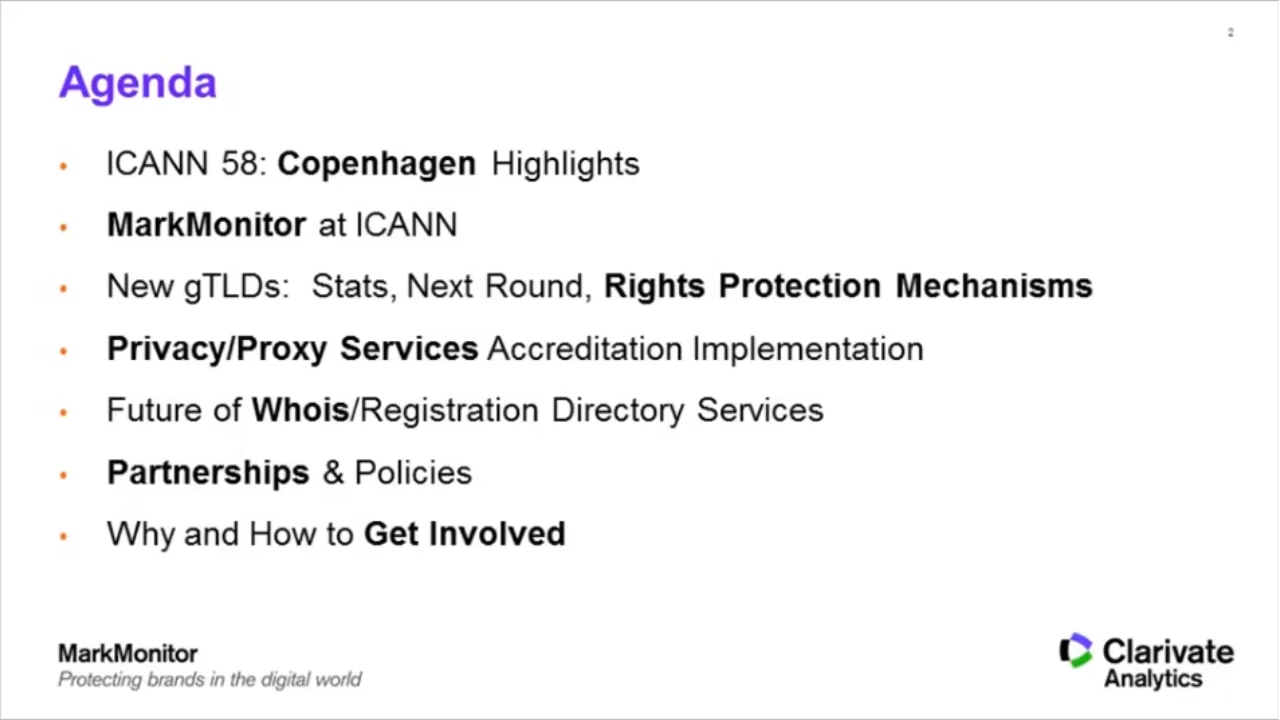 2
Agenda
• ICANN 58: Copenhagen Highlights
• MarkMonitor at ICANN
• New gTLDs: Stats, Next Round, Rights Protection Mechanisms
• Privacy/Proxy Services Accreditation Implementation
• Future of Whois/Registration Directory Services
• Partnerships & Policies
• Why and How to Get Involved
MarkMonitor
Protecting brands in the digital world
Clarivate
Analytics